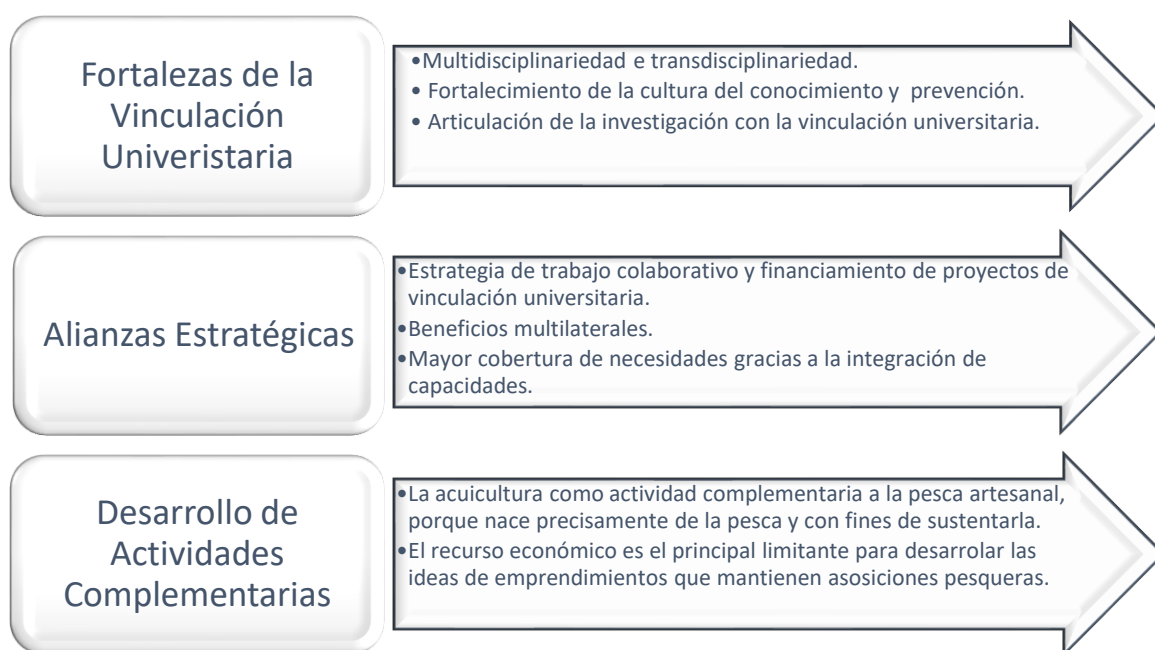 Fortalezas de la
Vinculación
Univeristaria
•Multidisciplinariedad e transdisciplinariedad.
• Fortalecimiento de la cultura del conocimiento y prevención.
• Articulación de la investigación con la vinculación universitaria.
Alianzas Estratégicas
•Estrategia de trabajo colaborativo y financiamiento de proyectos de
vinculación universitaria.
•Beneficios multilaterales.
•Mayor cobertura de necesidades gracias a la integración de
capacidades.
Desarrollo de
Actividades
Complementarias
•La acuicultura como actividad complementaria a la pesca artesanal,
porque nace precisamente de la pesca y con fines de sustentarla.
•El recurso económico es el principal limitante para desarrolar las
ideas de emprendimientos que mantienen asosiciones pesqueras.